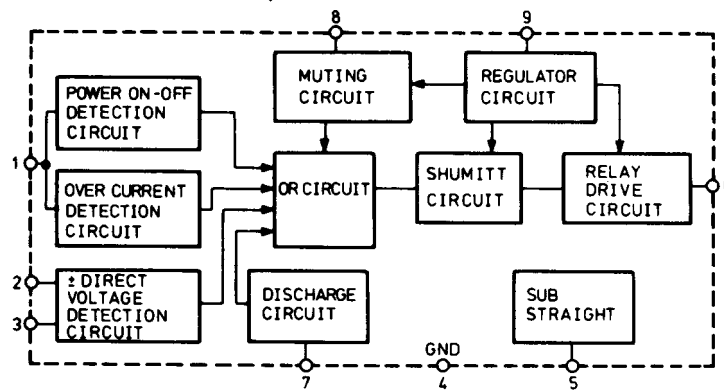 8
9
MUTING
CIRCUIT
REGULATOR
CIRCUIT
POWER ON-OFF
DETECTION
CIRCUIT
1
OVER CURRENT
DETECTION
CIRCUIT
OR CIRCUIT
SHUMITT
CIRCUIT
RELAY
DRIVE
CIRCUIT
2
3
± DIRECT
VOLTAGE
DETECTION
CIRCUIT
DISCHARGE
CIRCUIT
SUB
STRAIGHT
GND
7
4
5